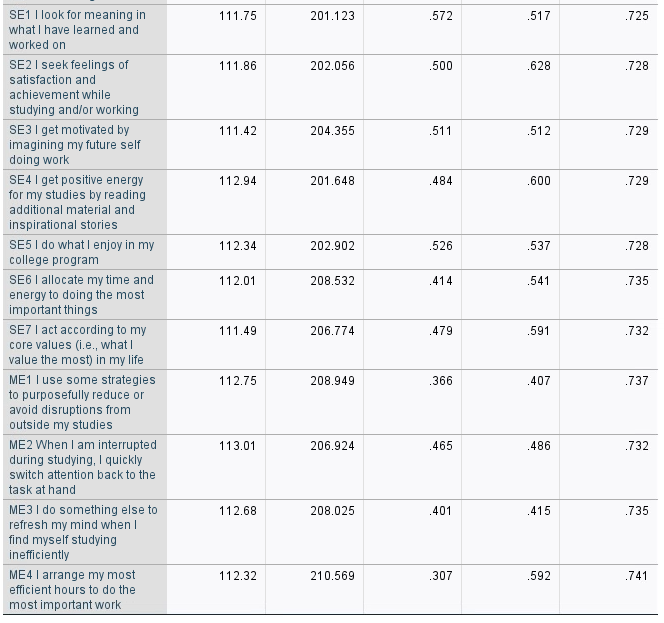 SE1 I look for meaning in 111.75 201.123 .572 .517 .725
what I have learned and
worked on
SE2 I seek feelings of 111.86 202.056 .500 .628 .728
satisfaction and
achievement while
studying and/or working
SE3 I get motivated by 111.42 204.355 .511 .512 .729
imagining my future self
doing work
SE4 I get positive energy 112.94 201.648 .484 .600 .729
for my studies by reading
additional material and
inspirational stories
SE5 I do what I enjoy in my 112.34 202.902 .526 .537 .728
college program
SE6 I allocate my time and 112.01 208.532 .414 .541 .735
energy to doing the most
important things
SE7 I act according to my 111.49 206.774 .479 .591 .732
core values (i.e., what I
value the most) in my life
ME1 I use some strategies 112.75 208.949 .366 .407 .737
to purposefully reduce or
avoid disruptions from
outside my studies
ME2 When I am interrupted 113.01 206.924 .465 .486 .732
during studying, I quickly
switch attention back to the
task at hand
ME3 I do something else to 112.68 208.025 .401 .415 .735
refresh my mind when I
find myself studying
inefficiently
ME4 I arrange my most 112.32 210.569 .307 .592 .741
efficient hours to do the
most important work